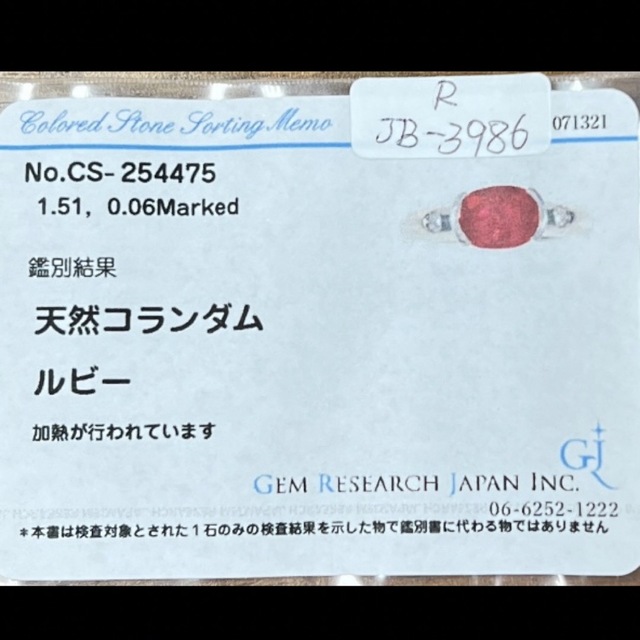 R
JB-3986
Colored Stone Sorting Memo
071321
No.CS-254475
1.51, 0.06Marked
鑑別結果
天然コランダム
ルビー
加熱が行われています
GJ
GEM RESEARCH JAPAN INC.
06-6252-1222
*本書は検査対象とされた1石のみの検査結果を示した物で鑑別書に代わる物ではありません